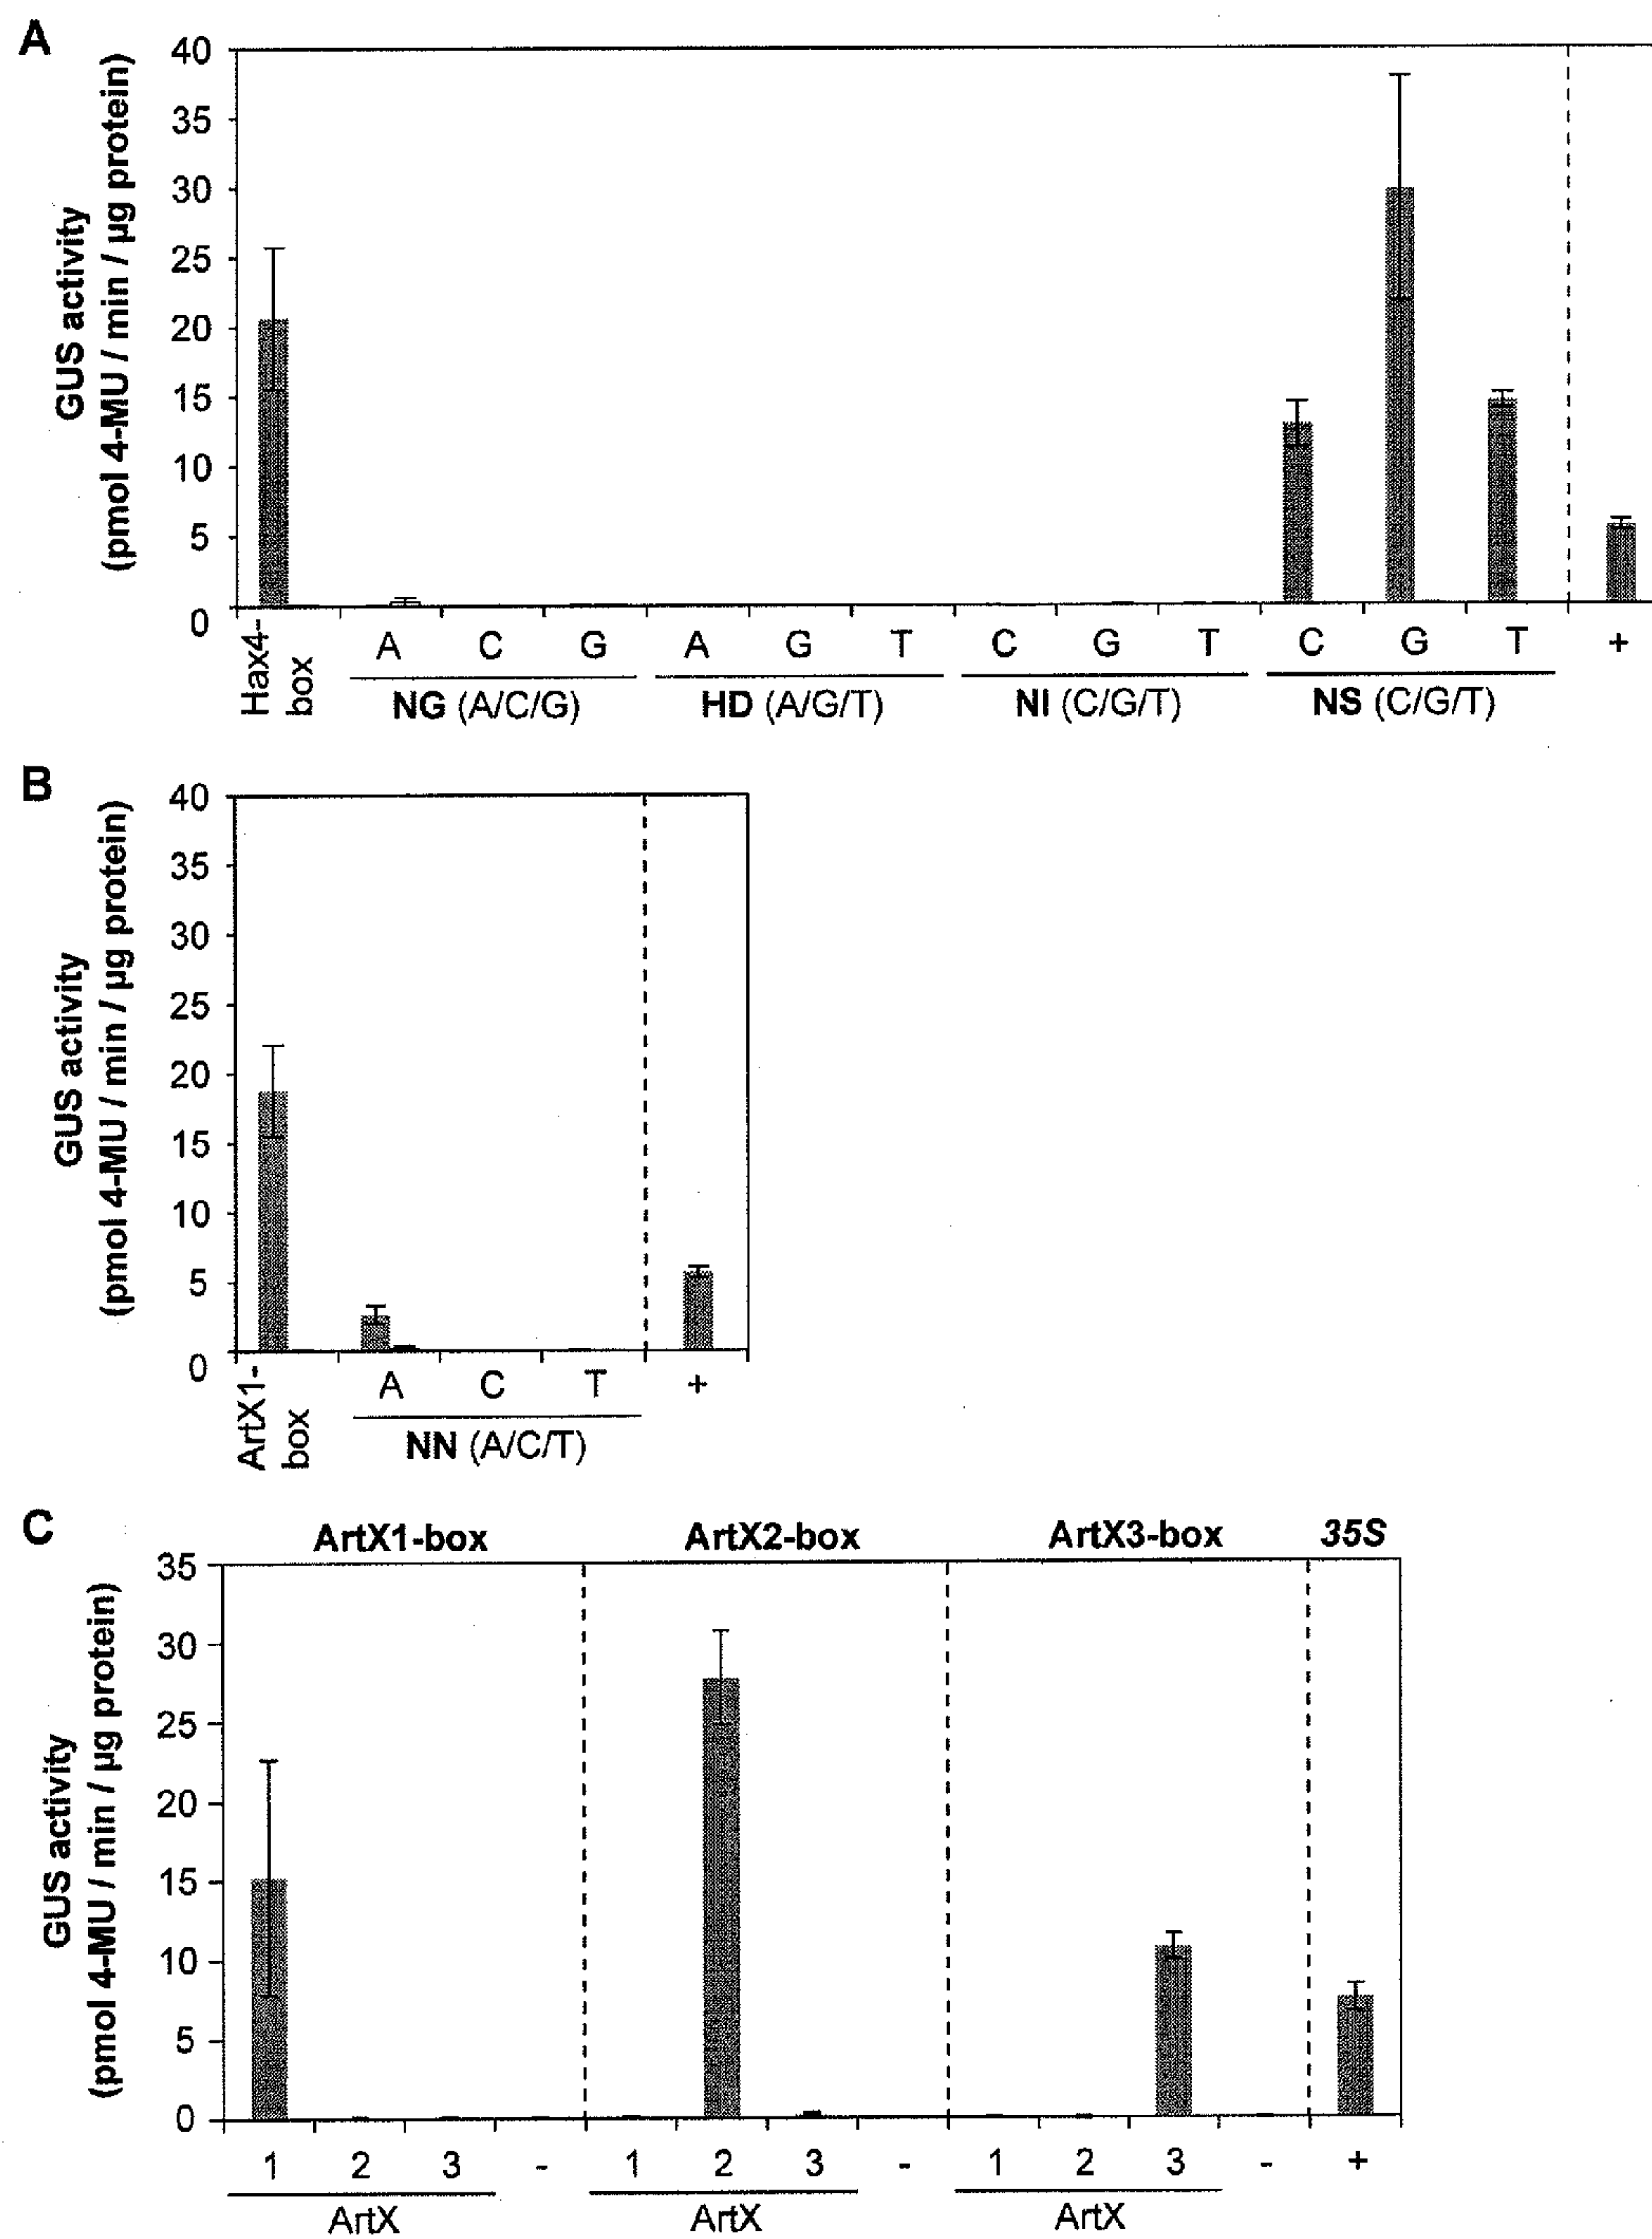 A
GUS activity
(pmol 4-MU / min / µg protein)
40
35
30
25
20
15
10
5
0
Hax4-
box
A C G A G T C G T C G T +
NG (A/C/G) HD (A/G/T) NI (C/G/T) NS (C/G/T)
B
GUS activity
(pmol 4-MU / min / µg protein)
40
35
30
25
20
15
10
5
0
ArtX1-
box
A C T +
NN (A/C/T)
C
ArtX1-box ArtX2-box ArtX3-box 35S
GUS activity
(pmol 4-MU / min / µg protein)
35
30
25
20
15
10
5
0
1 2 3 - 1 2 3 - 1 2 3 - +
ArtX ArtX ArtX